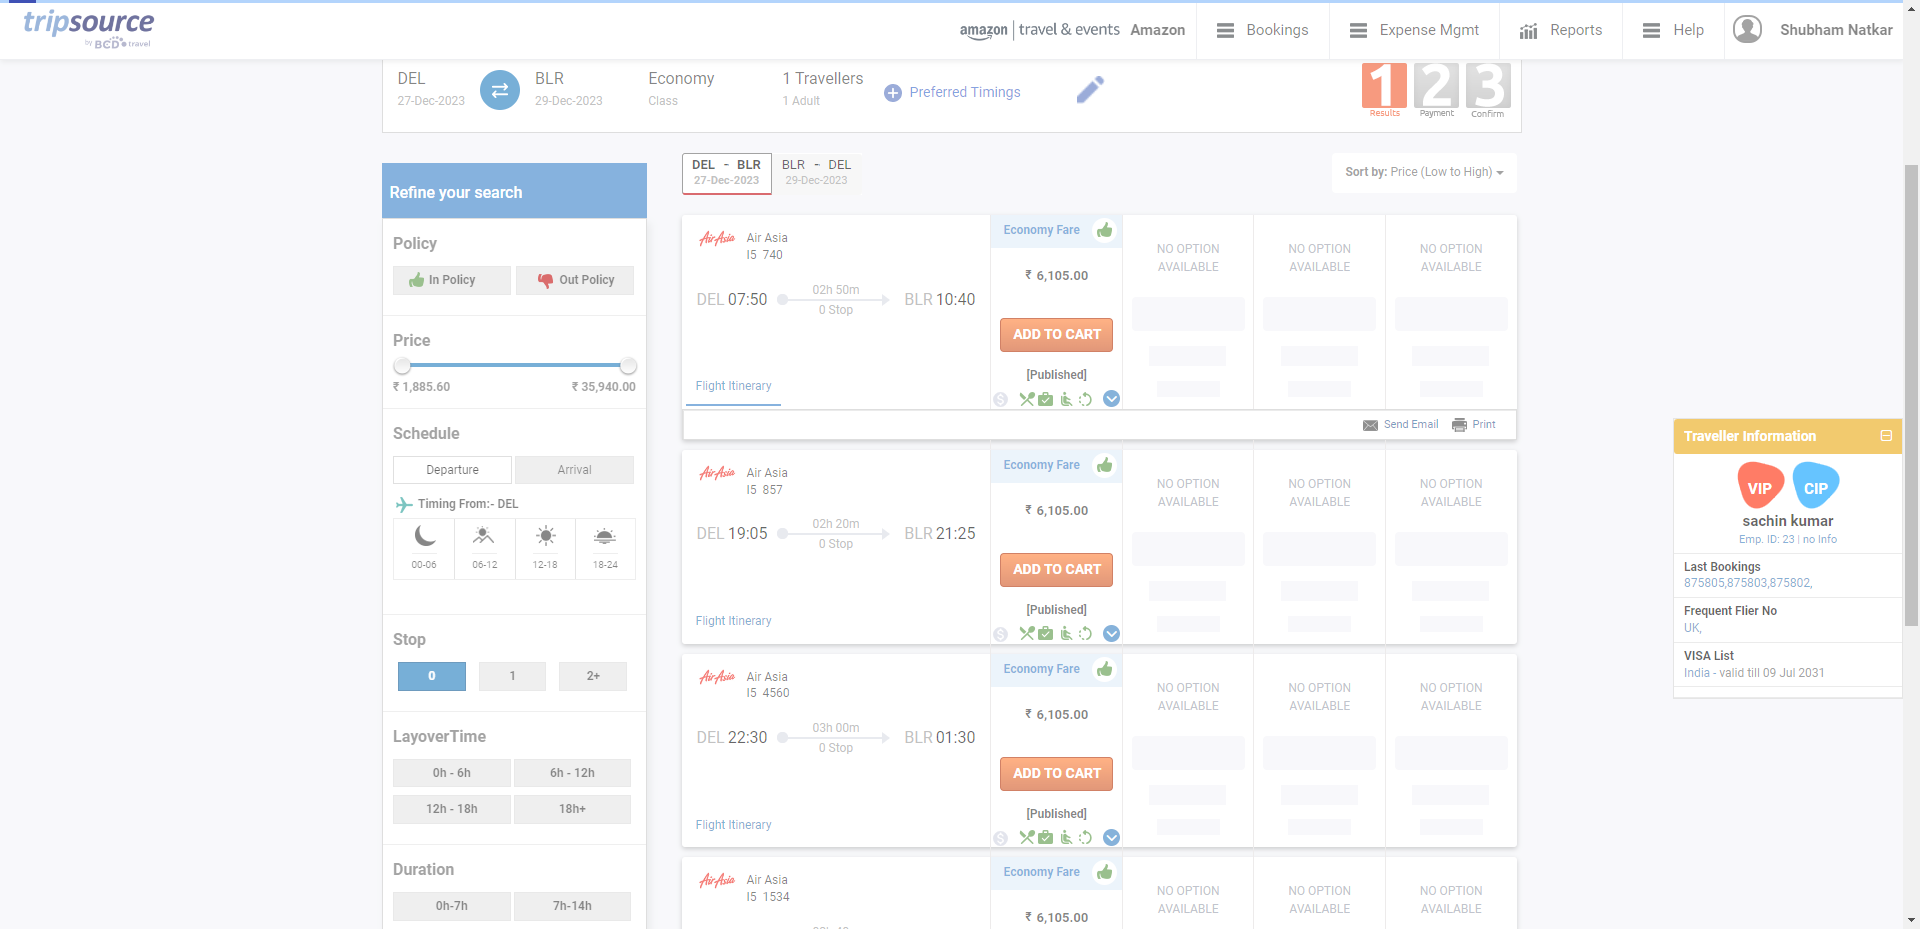 tripsource
by BCD travel
amazon | travel & events Amazon
Bookings
Expense Mgmt
Reports
Help
Shubham Natkar
DEL
27-Dec-2023
BLR
29-Dec-2023
Economy
Class
1 Travellers
1 Adult
Preferred Timings
1
Results
2
Payment
3
Confirm
Refine your search
Policy
In Policy
Out Policy
Price
₹ 1,885.60
₹ 35,940.00
Schedule
Departure
Arrival
Timing From:- DEL
00-06
06-12
12-18
18-24
Stop
0
1
2+
LayoverTime
0h - 6h
6h - 12h
12h - 18h
18h+
Duration
0h-7h
7h-14h
DEL - BLR
27-Dec-2023
BLR - DEL
29-Dec-2023
Sort by: Price (Low to High)
AirAsia
Air Asia
I5 740
DEL 07:50
02h 50m
0 Stop
BLR 10:40
Flight Itinerary
Economy Fare
₹ 6,105.00
ADD TO CART
[Published]
NO OPTION
AVAILABLE
NO OPTION
AVAILABLE
NO OPTION
AVAILABLE
Send Email
Print
AirAsia
Air Asia
I5 857
DEL 19:05
02h 20m
0 Stop
BLR 21:25
Flight Itinerary
Economy Fare
₹ 6,105.00
ADD TO CART
[Published]
NO OPTION
AVAILABLE
NO OPTION
AVAILABLE
NO OPTION
AVAILABLE
AirAsia
Air Asia
I5 4560
DEL 22:30
03h 00m
0 Stop
BLR 01:30
Flight Itinerary
Economy Fare
₹ 6,105.00
ADD TO CART
[Published]
NO OPTION
AVAILABLE
NO OPTION
AVAILABLE
NO OPTION
AVAILABLE
AirAsia
Air Asia
I5 1534
Economy Fare
₹ 6,105.00
NO OPTION
AVAILABLE
NO OPTION
AVAILABLE
NO OPTION
AVAILABLE
Traveller Information
VIP
CIP
sachin kumar
Emp. ID: 23 | no info
Last Bookings
875805,875803,875802,
Frequent Flier No
UK,
VISA List
India - valid till 09 Jul 2031